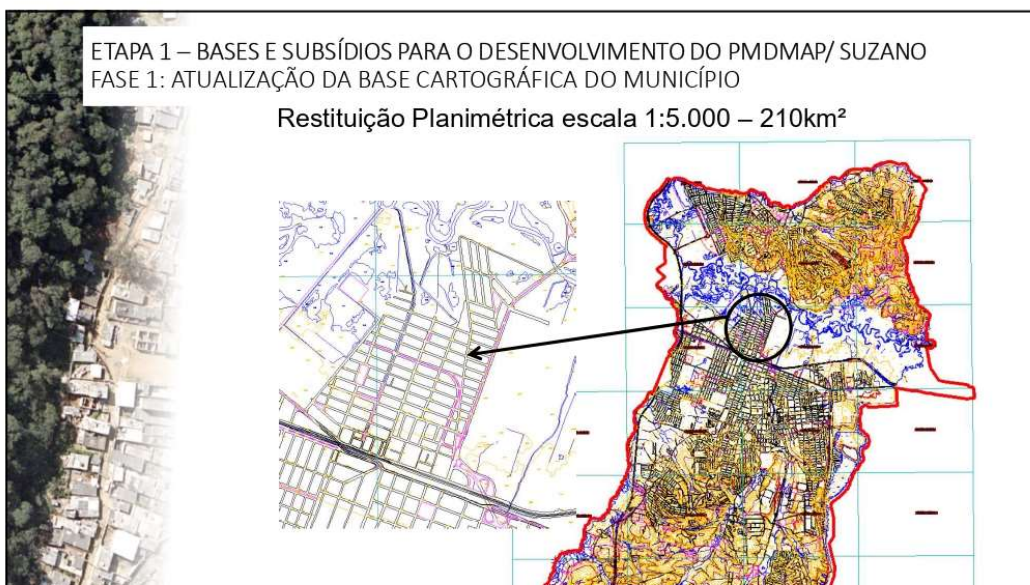 ETAPA 1 – BASES E SUBSÍDIOS PARA O DESENVOLVIMENTO DO PMDMAP/ SUZANO
FASE 1: ATUALIZAÇÃO DA BASE CARTOGRÁFICA DO MUNICÍPIO
Restituição Planimétrica escala 1:5.000 – 210km²